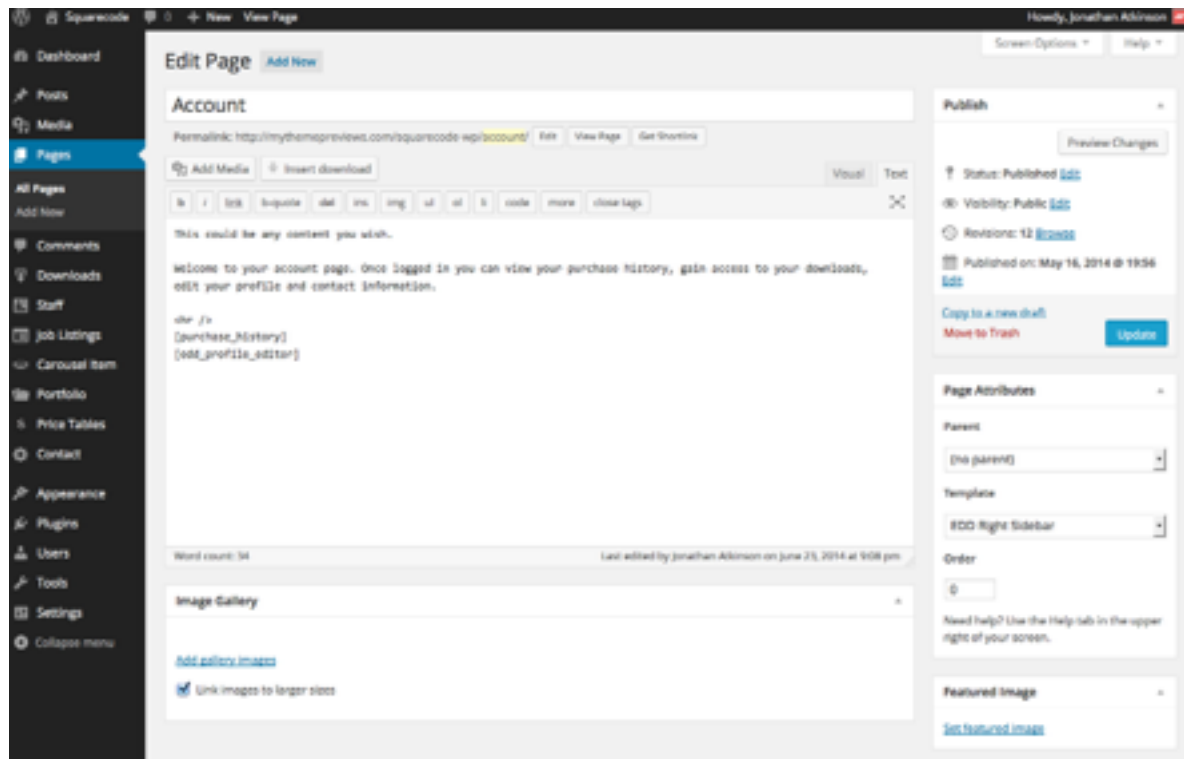 Squarecode 0 + New View Page
Howdy, Jonathan Atkinson
Screen Options
Help
Dashboard
Posts
Media
Pages
All Pages
Add New
Comments
Downloads
Staff
Job Listings
Carousel Item
Portfolio
Price Tables
Contact
Appearance
Plugins
Users
Tools
Settings
Collapse menu
Edit Page Add New
Account
Permalink: http://mythemepreviews.com/squarecode-wp/account/ Edit View Page Get Shortlink
Add Media Insert download
Visual Text
b i link b-quote del ins img ul ol li code more close tags
This could be any content you wish.
Welcome to your account page. Once logged in you can view your purchase history, gain access to your downloads,
edit your profile and contact information.
<hr />
[purchase_history]
[edd_profile_editor]
Word count: 34
Last edited by Jonathan Atkinson on June 23, 2014 at 9:08 pm
Image Gallery
Add gallery images
Link images to larger sizes
Publish
Preview Changes
Status: Published Edit
Visibility: Public Edit
Revisions: 12 Browse
Published on: May 16, 2014 @ 19:56
Edit
Copy to a new draft
Move to Trash
Update
Page Attributes
Parent
(no parent)
Template
EDD Right Sidebar
Order
0
Need help? Use the Help tab in the upper
right of your screen.
Featured Image
Set featured image